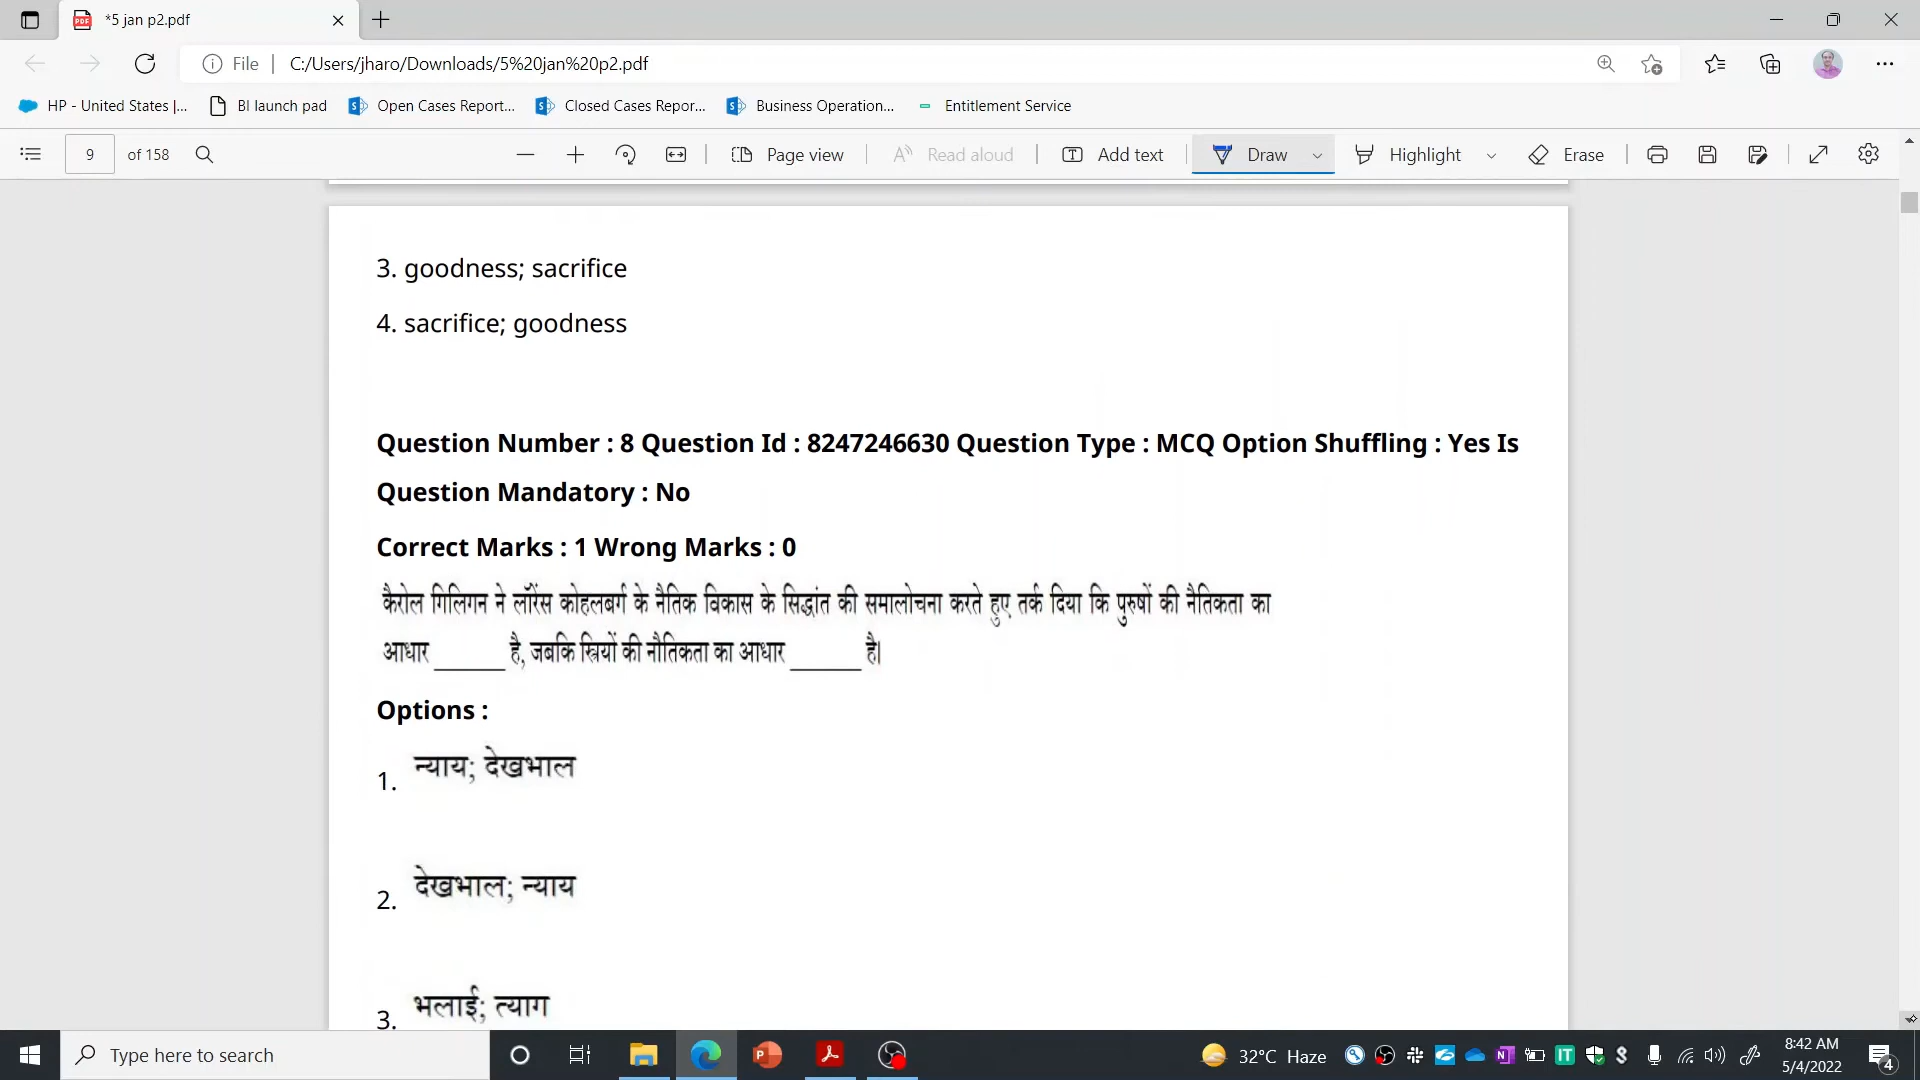 *5 jan p2.pdf
File
C:/Users/jharo/Downloads/5%20jan%20p2.pdf
HP - United States |...
BI launch pad
Open Cases Report...
Closed Cases Repor...
Business Operation...
Entitlement Service
9 of 158
Page view
Read aloud
Add text
Draw
Highlight
Erase
3. goodness; sacrifice
4. sacrifice; goodness
Question Number : 8 Question Id : 8247246630 Question Type : MCQ Option Shuffling : Yes Is
Question Mandatory : No
Correct Marks : 1 Wrong Marks : 0
कैरोल गिलिगन ने लॉरेंस कोहलबर्ग के नैतिक विकास के सिद्धांत की समालोचना करते हुए तर्क दिया कि पुरुषों की नैतिकता का
आधार ______ है, जबकि स्त्रियों की नौतिकता का आधार ______ है।
Options :
1. न्याय; देखभाल
2. देखभाल; न्याय
3. भलाई; त्याग
Type here to search
32°C Haze
8:42 AM
5/4/2022
4